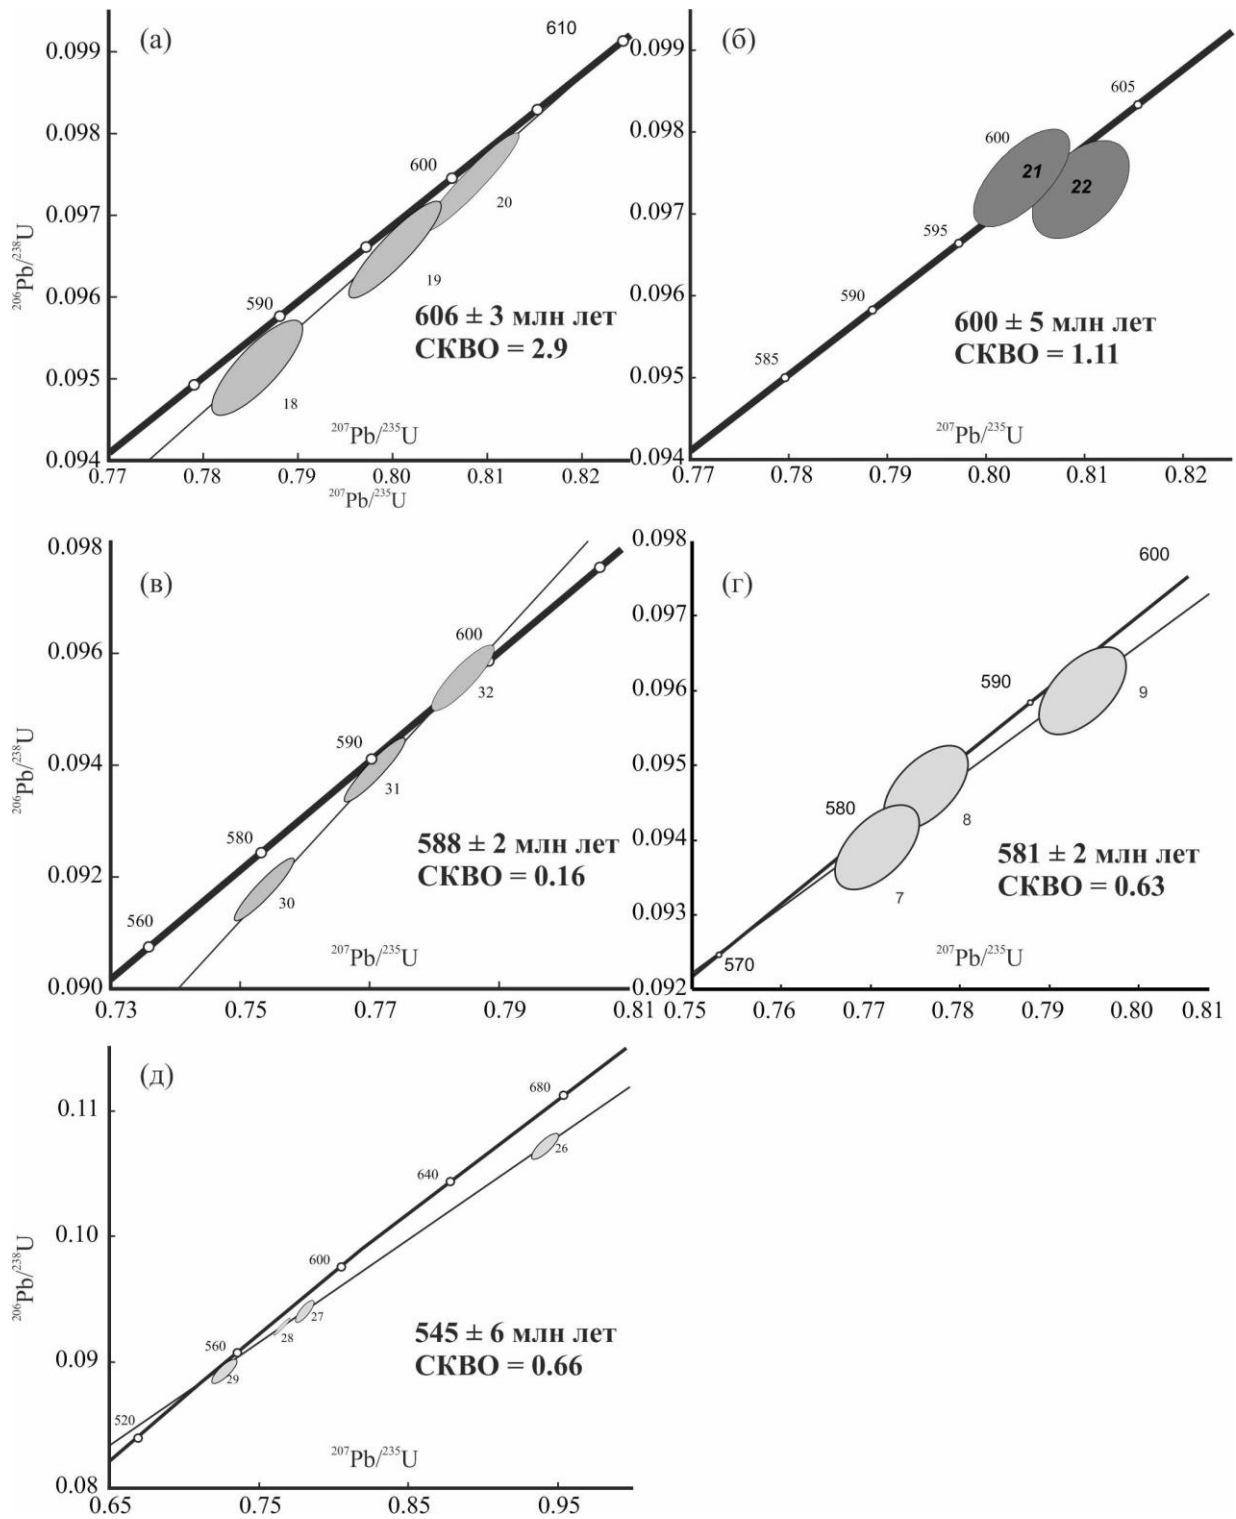 (а)
610
0.099
0.098
0.097
0.096
0.095
0.094
600
590
20
19
18
606 ± 3 млн лет
СКВО = 2.9
²⁰⁶Pb/²³⁸U
²⁰⁷Pb/²³⁵U
0.77 0.78 0.79 0.80 0.81 0.82
²⁰⁷Pb/²³⁵U
(б)
0.099
0.098
0.097
0.096
0.095
0.094
605
600
595
590
585
21
22
600 ± 5 млн лет
СКВО = 1.11
²⁰⁷Pb/²³⁵U
0.77 0.78 0.79 0.80 0.81 0.82
(в)
0.098
0.096
0.094
0.092
0.090
600
590
580
560
32
31
30
588 ± 2 млн лет
СКВО = 0.16
²⁰⁶Pb/²³⁸U
²⁰⁷Pb/²³⁵U
0.73 0.75 0.77 0.79 0.81
(г)
0.098
0.097
0.096
0.095
0.094
0.093
0.092
600
590
580
570
9
8
7
581 ± 2 млн лет
СКВО = 0.63
²⁰⁷Pb/²³⁵U
0.75 0.76 0.77 0.78 0.79 0.80 0.81
(д)
0.11
0.10
0.09
0.08
680
640
600
560
520
26
27
28
29
545 ± 6 млн лет
СКВО = 0.66
²⁰⁶Pb/²³⁸U
²⁰⁷Pb/²³⁵U
0.65 0.75 0.85 0.95